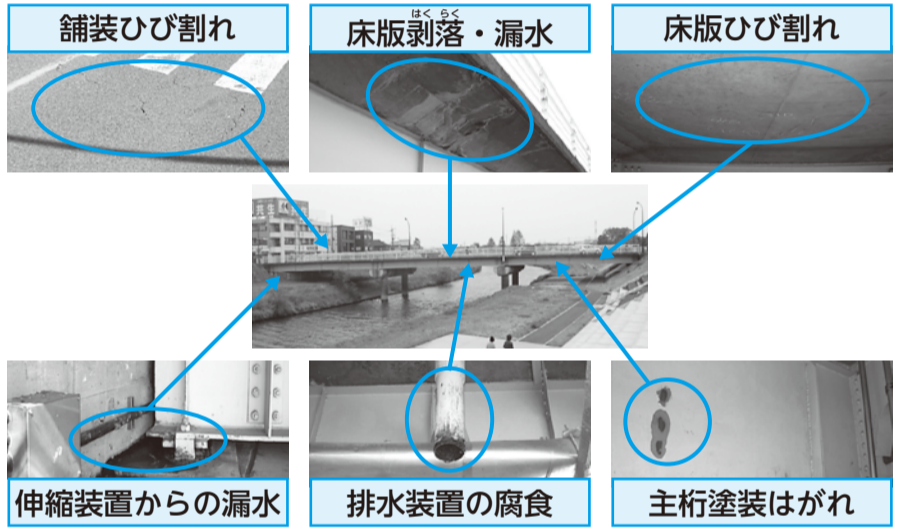 舗装ひび割れ
はく らく
床版剥落・漏水
床版ひび割れ
伸縮装置からの漏水
排水装置の腐食
主桁塗装はがれ